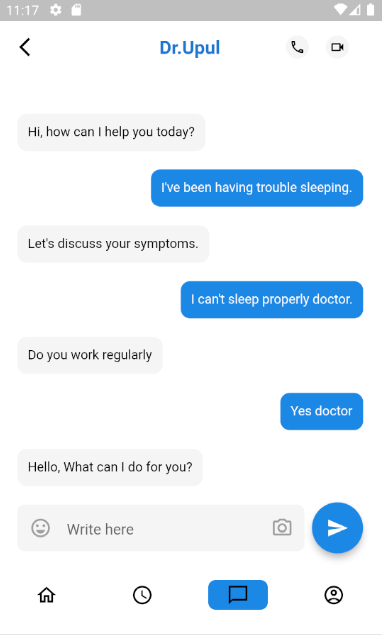 11:17
Dr.Upul
Hi, how can I help you today?
I've been having trouble sleeping.
Let's discuss your symptoms.
I can't sleep properly doctor.
Do you work regularly
Yes doctor
Hello, What can I do for you?
Write here